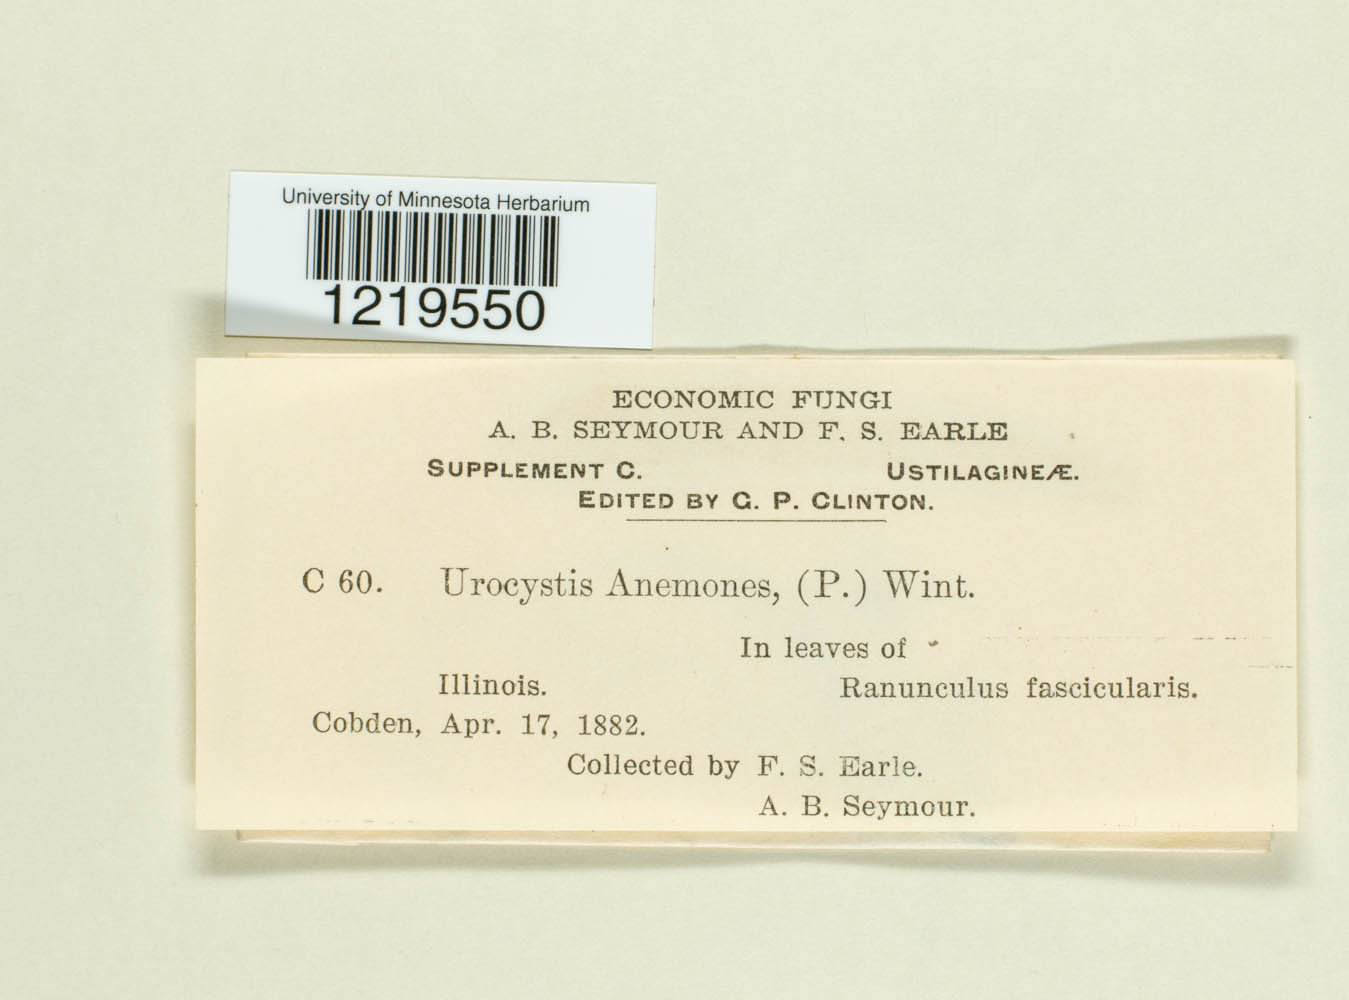 University of Minnesota Herbarium
1219550
ECONOMIC FUNGI
A. B. SEYMOUR AND F. S. EARLE
SUPPLEMENT C. USTILAGINEÆ.
EDITED BY G. P. CLINTON.
C 60. Urocystis Anemones, (P.) Wint.
In leaves of
Illinois. Ranunculus fascicularis.
Cobden, Apr. 17, 1882.
Collected by F. S. Earle.
A. B. Seymour.